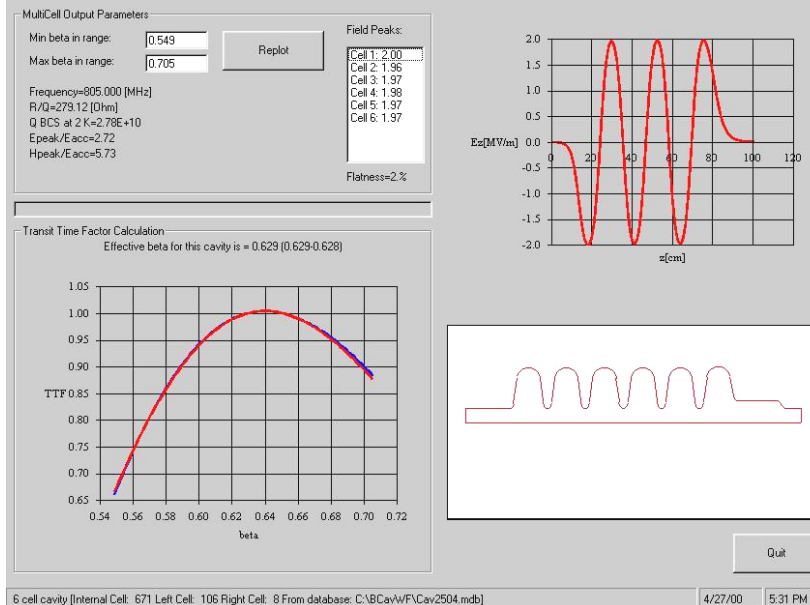 MultiCell Output Parameters
Min beta in range: 0.549
Max beta in range: 0.705
Replot
Frequency=805.000 [MHz]
R/Q=279.12 [Ohm]
Q BCS at 2 K=2.78E+10
Epeak/Eacc=2.72
Hpeak/Eacc=5.73
Field Peaks:
Cell 1: 2.00
Cell 2: 1.96
Cell 3: 1.97
Cell 4: 1.98
Cell 5: 1.97
Cell 6: 1.97
Flatness=2.%
2.0
1.5
1.0
0.5
Ez[MV/m] 0.0
-0.5
-1.0
-1.5
-2.0
0 20 40 60 80 100 120
z[cm]
Transit Time Factor Calculation
Effective beta for this cavity is = 0.629 (0.629-0.628)
1.05
1.00
0.95
0.90
TTF 0.85
0.80
0.75
0.70
0.65
0.54 0.56 0.58 0.60 0.62 0.64 0.66 0.68 0.70 0.72
beta
Quit
6 cell cavity [Internal Cell: 671 Left Cell: 106 Right Cell: 8 From database: C:\BCavWF\Cav2504.mdb]
4/27/00
5:31 PM